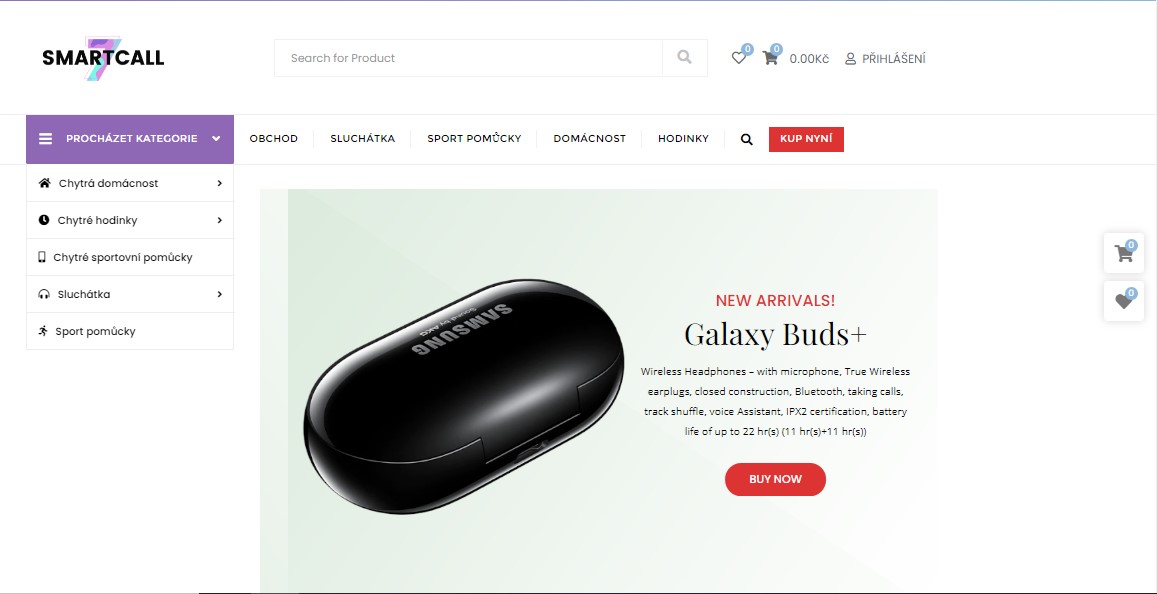 SMARTCALL 7
Search for Product
0
0
0.00Kč
PŘIHLÁŠENÍ
PROCHÁZET KATEGORIE
OBCHOD
SLUCHÁTKA
SPORT POMŮCKY
DOMÁCNOST
HODINKY
KUP NYNÍ
Chytrá domácnost
Chytré hodinky
Chytré sportovní pomůcky
Sluchátka
Sport pomůcky
SAMSUNG
Sound by AKG
NEW ARRIVALS!
Galaxy Buds+
Wireless Headphones – with microphone, True Wireless
earplugs, closed construction, Bluetooth, taking calls,
track shuffle, voice Assistant, IPX2 certification, battery
life of up to 22 hr(s) (11 hr(s)+11 hr(s))
BUY NOW
0
0